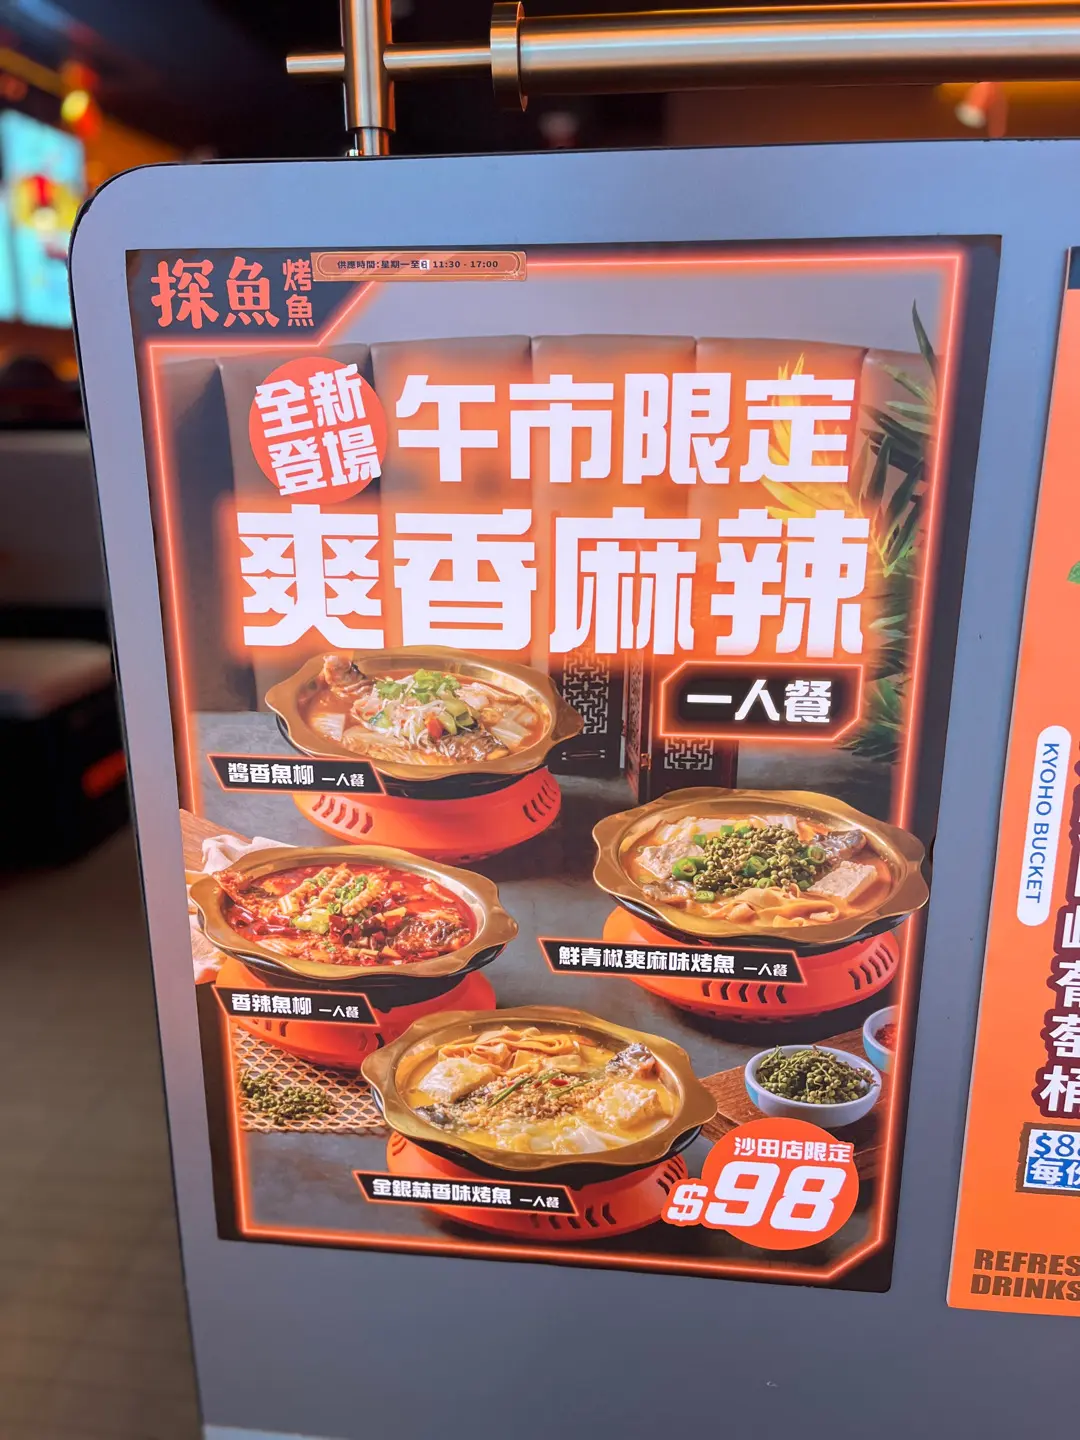 探魚
烤魚
供應時間:星期一至日 11:30 - 17:00
全新
登場
午市限定
爽香麻辣
一人餐
醬香魚柳 一人餐
鮮青椒爽麻味烤魚 一人餐
香辣魚柳 一人餐
金銀蒜香味烤魚 一人餐
沙田店限定
$98
KYOHO BUCKET
萄
桶
$8
每
REFRES
DRINKS